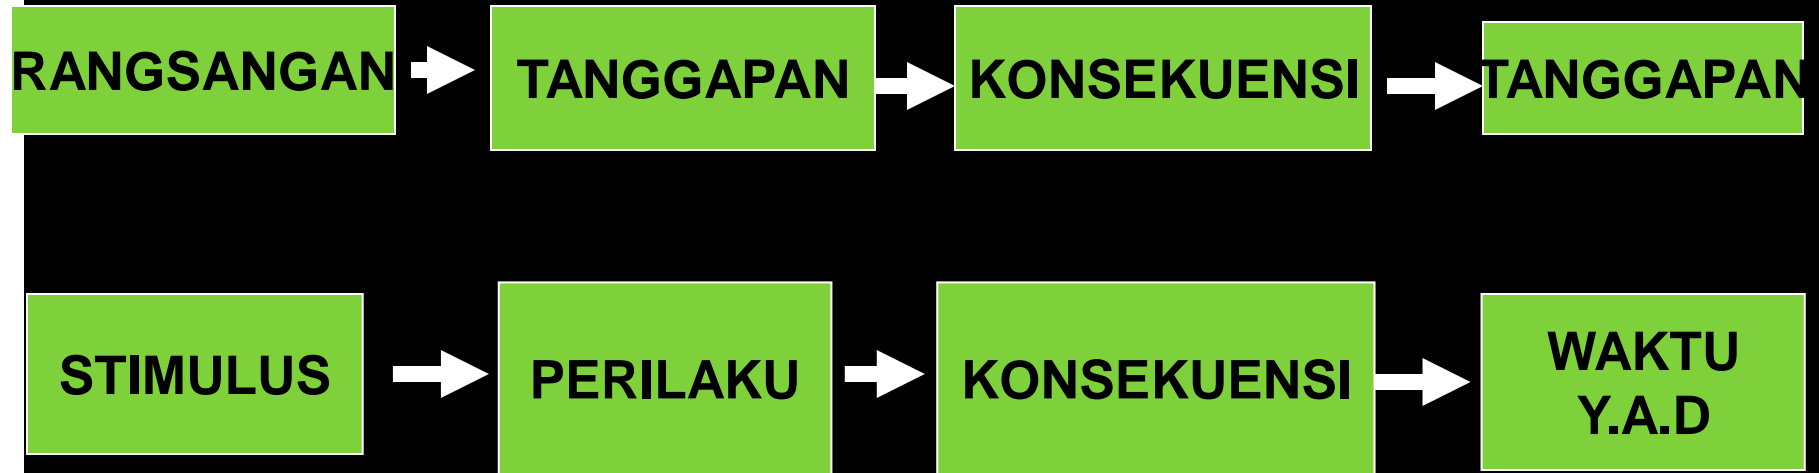 RANGSANGAN
TANGGAPAN
KONSEKUENSI
TANGGAPAN
STIMULUS
PERILAKU
KONSEKUENSI
WAKTU
Y.A.D